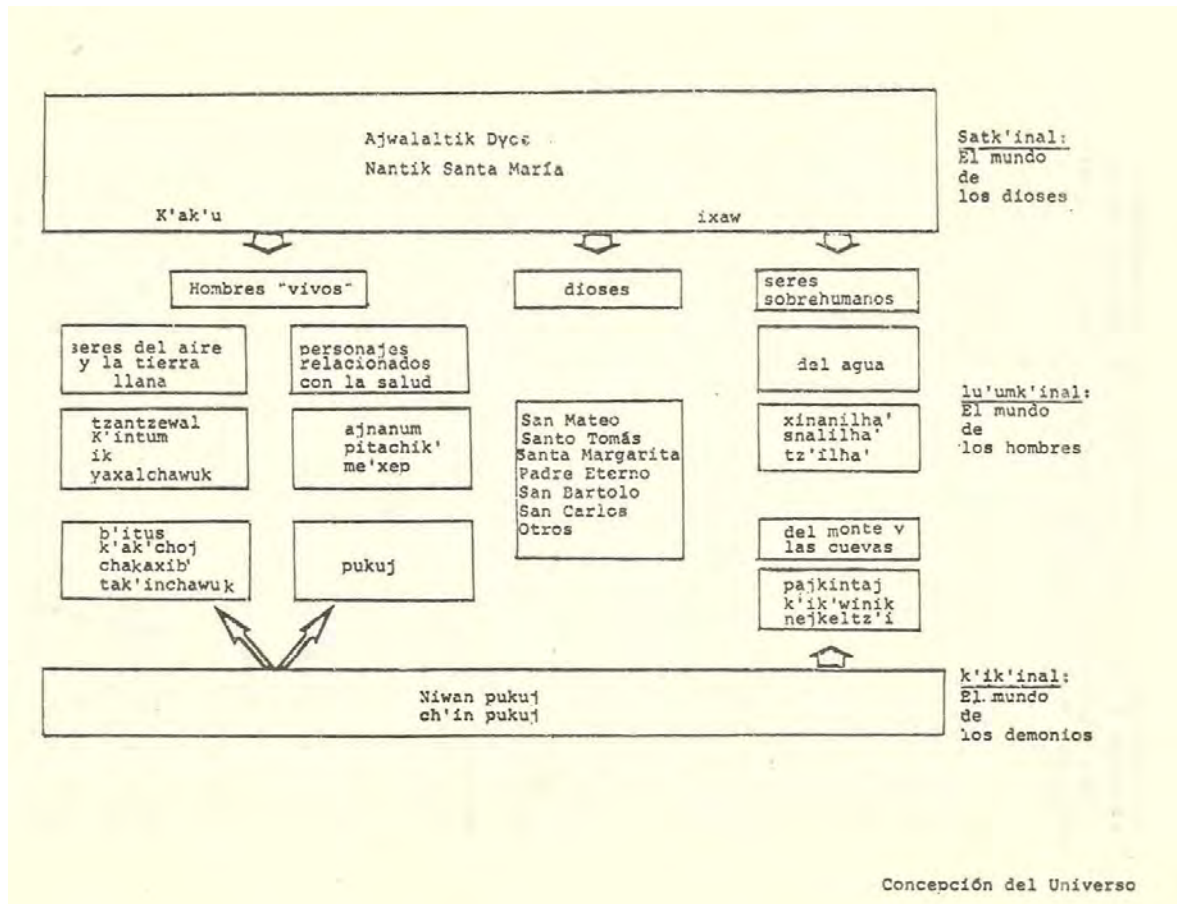 Ajwalaltik Dyos
Nantik Santa María
K'ak'u
ixaw
Satk'inal:
El mundo
de
los dioses
Hombres "vivos"
dioses
seres
sobrehumanos
seres del aire
y la tierra
llana
personajes
relacionados
con la salud
del agua
tzantzewal
K'intum
ik
yaxalchawuk
ajnanum
pitachik'
me'xep
San Mateo
Santo Tomás
Santa Margarita
Padre Eterno
San Bartolo
San Carlos
Otros
xinanilha'
snalilha'
tz'ilha'
lu'umk'inal:
El mundo
de
los hombres
b'itus
k'ak'choj
chakaxib'
tak'inchawuk
pukuj
del monte y
las cuevas
pajkintaj
k'ik'winik
nejkeltz'i
Niwan pukuj
ch'in pukuj
k'ik'inal:
El mundo
de
los demonios
Concepción del Universo